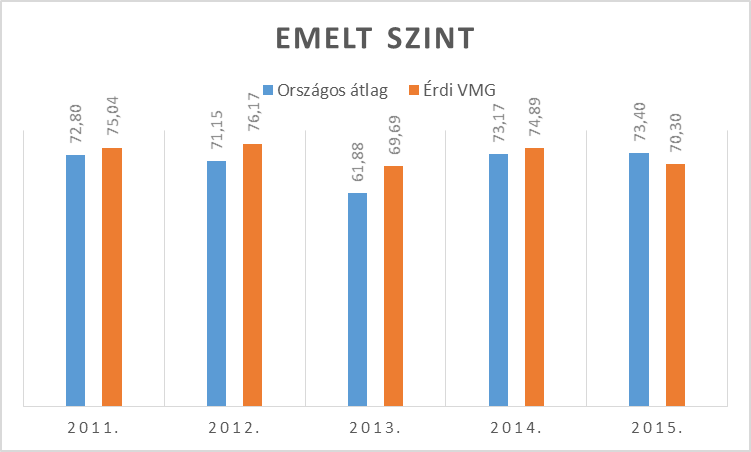 EMELT SZINT
Országos átlag Érdi VMG
72,80 75,04 71,15 76,17 61,88 69,69 73,17 74,89 73,40 70,30
2011. 2012. 2013. 2014. 2015.